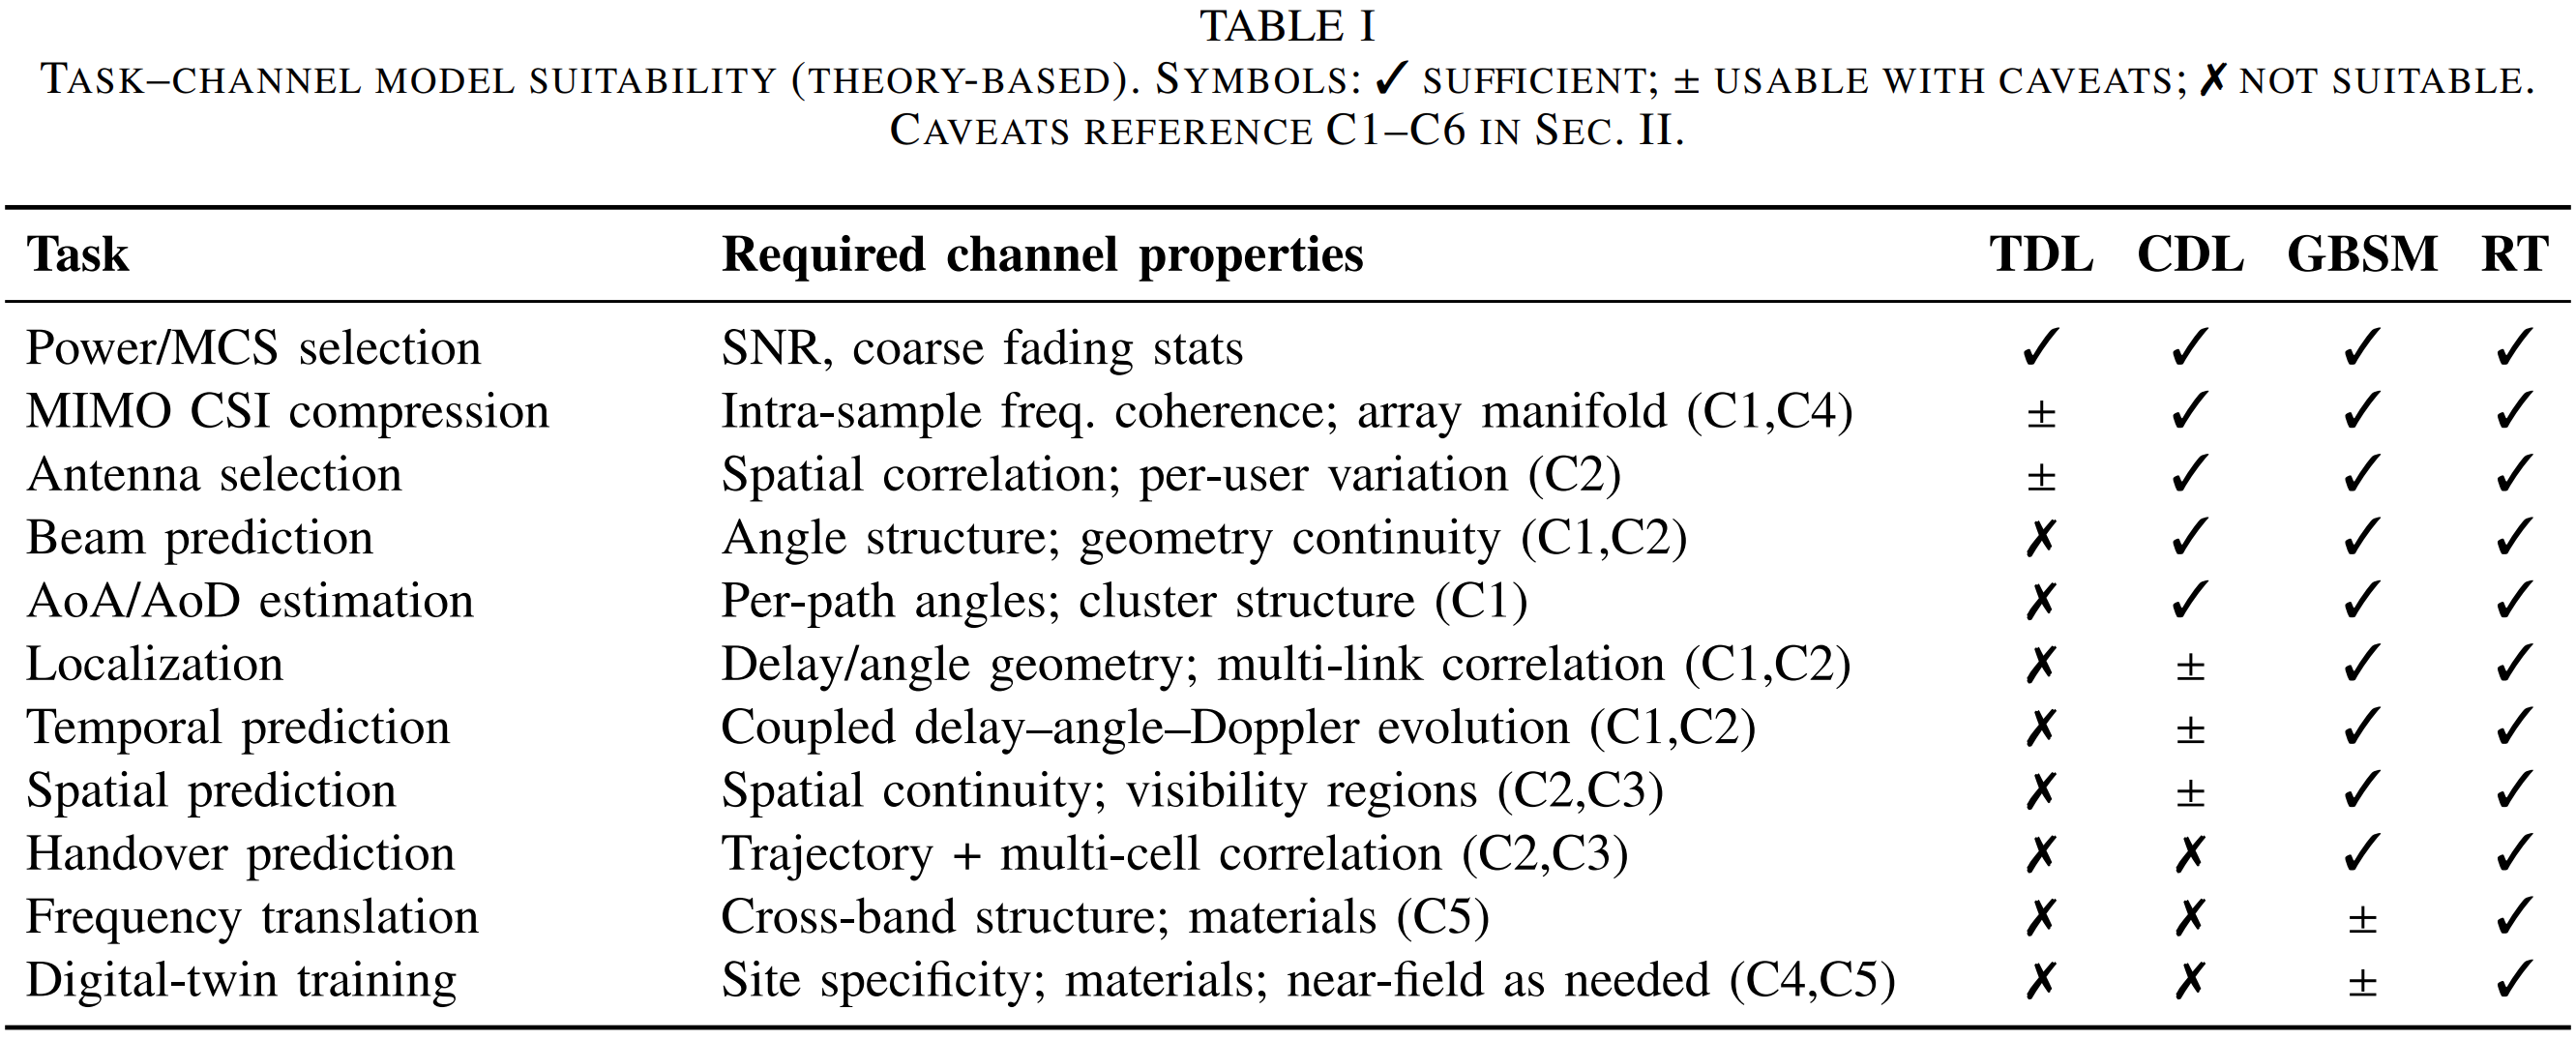 TABLE I
TASK–CHANNEL MODEL SUITABILITY (THEORY-BASED). SYMBOLS: ✓ SUFFICIENT; ± USABLE WITH CAVEATS; ✗ NOT SUITABLE.
CAVEATS REFERENCE C1–C6 IN SEC. II.
Task Required channel properties TDL CDL GBSM RT
Power/MCS selection SNR, coarse fading stats ✓ ✓ ✓ ✓
MIMO CSI compression Intra-sample freq. coherence; array manifold (C1,C4) ± ✓ ✓ ✓
Antenna selection Spatial correlation; per-user variation (C2) ± ✓ ✓ ✓
Beam prediction Angle structure; geometry continuity (C1,C2) ✗ ✓ ✓ ✓
AoA/AoD estimation Per-path angles; cluster structure (C1) ✗ ✓ ✓ ✓
Localization Delay/angle geometry; multi-link correlation (C1,C2) ✗ ± ✓ ✓
Temporal prediction Coupled delay–angle–Doppler evolution (C1,C2) ✗ ± ✓ ✓
Spatial prediction Spatial continuity; visibility regions (C2,C3) ✗ ± ✓ ✓
Handover prediction Trajectory + multi-cell correlation (C2,C3) ✗ ✗ ✓ ✓
Frequency translation Cross-band structure; materials (C5) ✗ ✗ ± ✓
Digital-twin training Site specificity; materials; near-field as needed (C4,C5) ✗ ✗ ± ✓